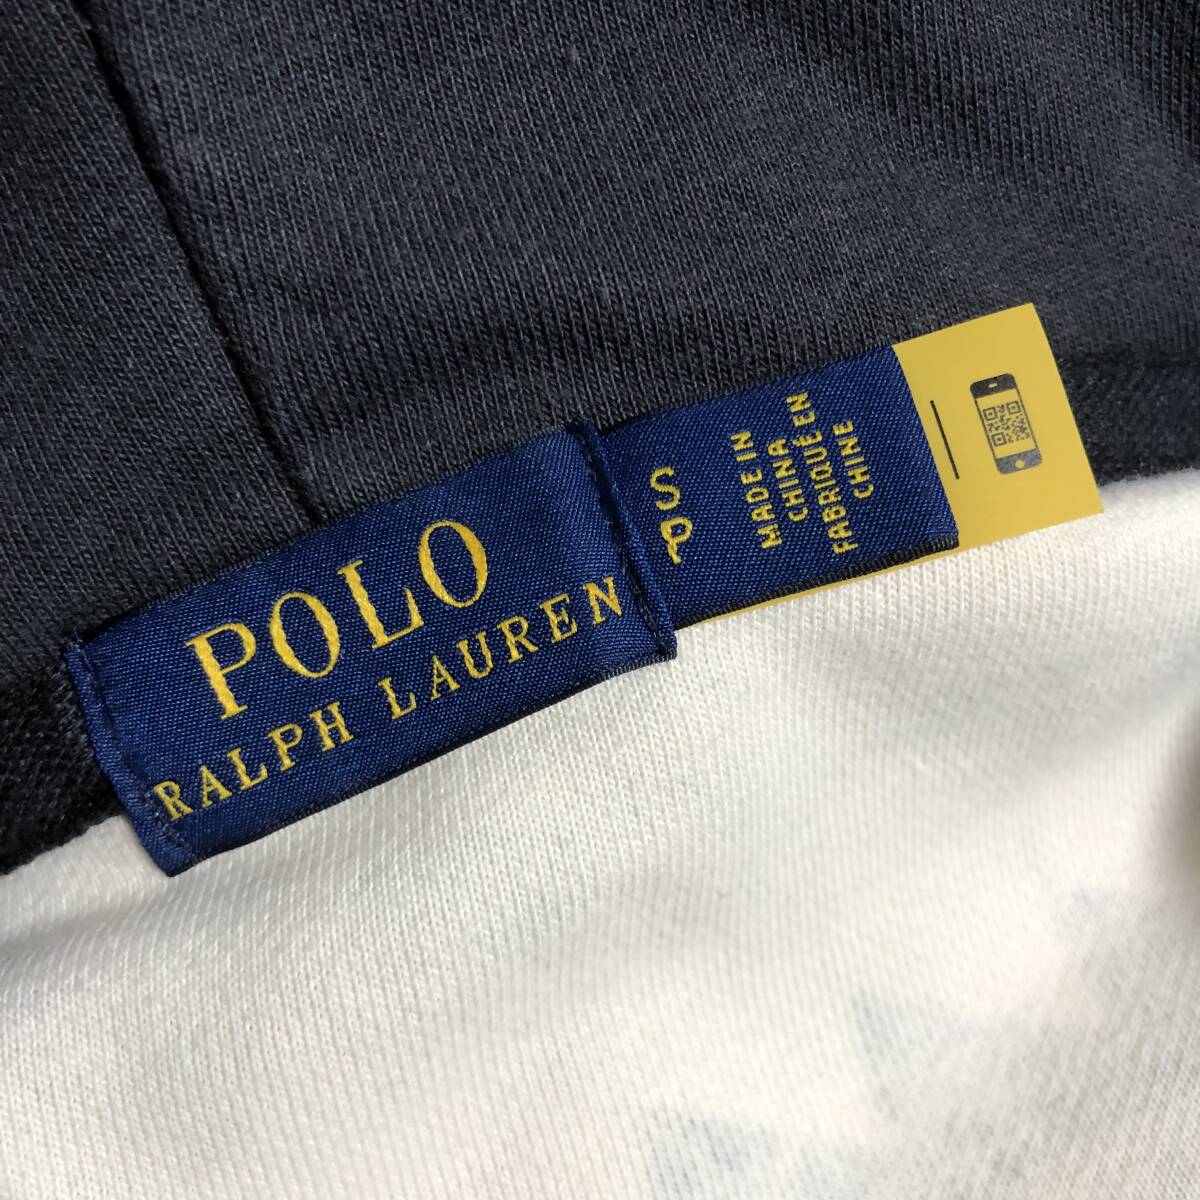 POLO
RALPH LAUREN
S
P
MADE IN
CHINA
FABRIQUÉ EN
CHINE